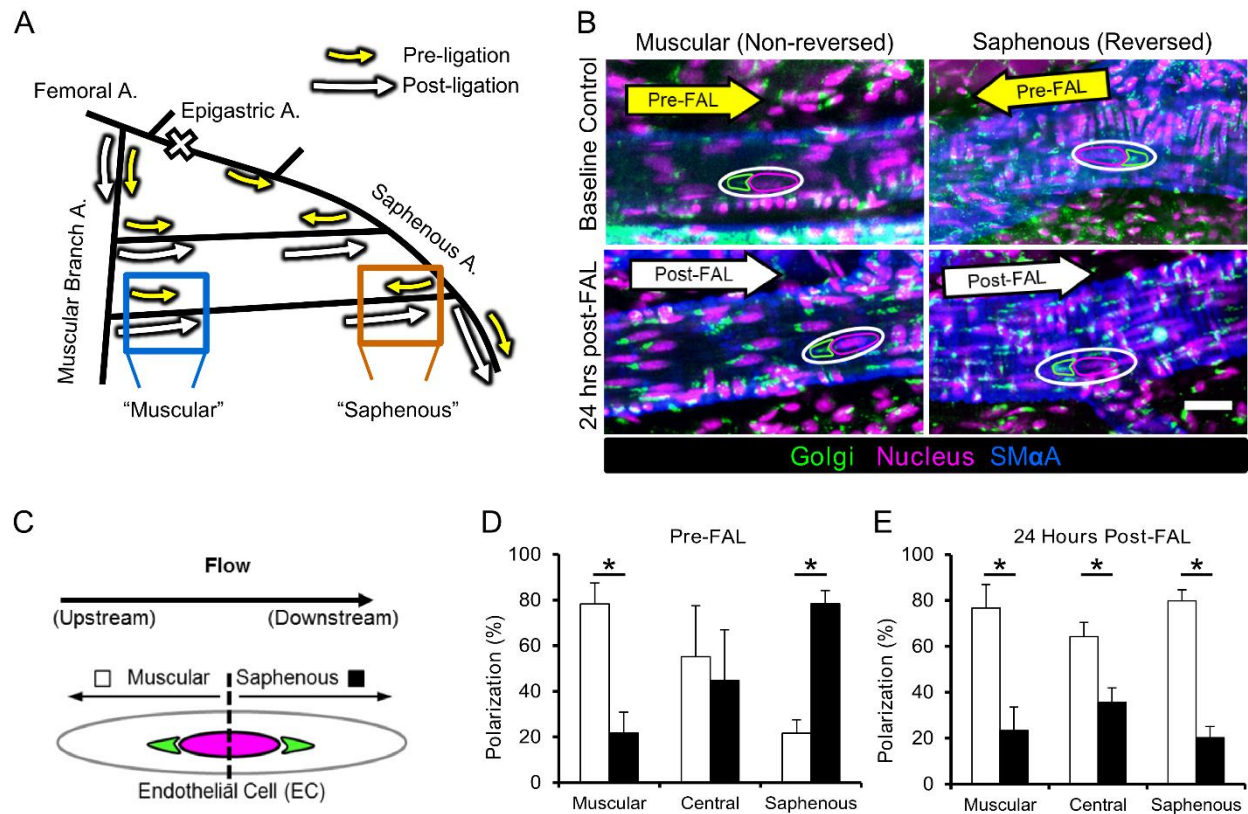 A
Pre-ligation
Post-ligation
Femoral A.
Epigastric A.
Muscular Branch A.
Saphenous A.
“Muscular”
“Saphenous”
B
Muscular (Non-reversed)
Saphenous (Reversed)
Baseline Control
Pre-FAL
Pre-FAL
24 hrs post-FAL
Post-FAL
Post-FAL
Golgi Nucleus SMαA
C
Flow
(Upstream)
(Downstream)
Muscular
Saphenous
Endothelial Cell (EC)
D
Pre-FAL
Polarization (%)
100
80
60
40
20
0
*
*
Muscular
Central
Saphenous
E
24 Hours Post-FAL
Polarization (%)
100
80
60
40
20
0
*
*
*
Muscular
Central
Saphenous